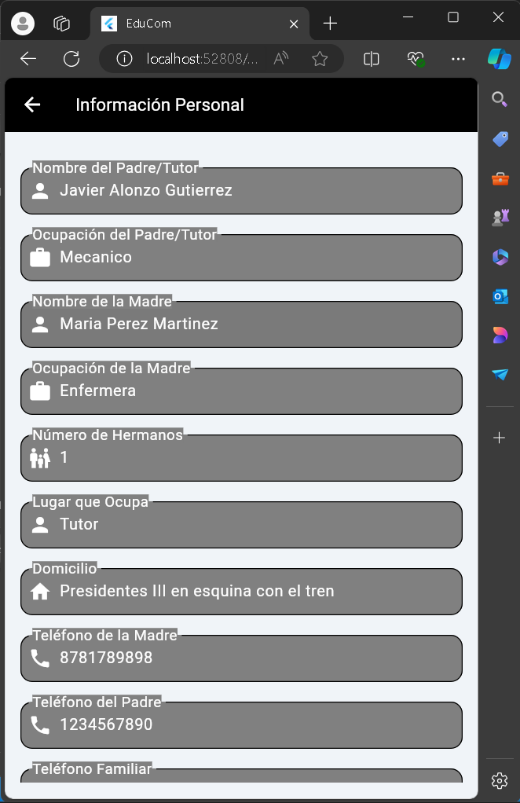 EduCom
localhost:52808/...
Información Personal
Nombre del Padre/Tutor
Javier Alonzo Gutierrez
Ocupación del Padre/Tutor
Mecanico
Nombre de la Madre
Maria Perez Martinez
Ocupación de la Madre
Enfermera
Número de Hermanos
1
Lugar que Ocupa
Tutor
Domicilio
Presidentes III en esquina con el tren
Teléfono de la Madre
8781789898
Teléfono del Padre
1234567890
Teléfono Familiar